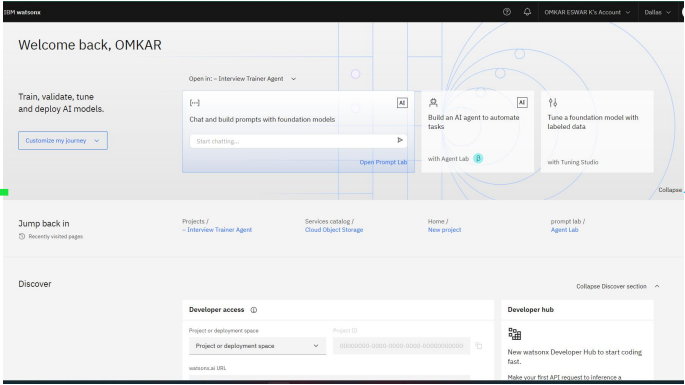 IBM watsonx
OMKAR ESWAR K's Account
Dallas
Welcome back, OMKAR
Open in: – Interview Trainer Agent
Train, validate, tune
and deploy AI models.
Customize my journey
AI
Chat and build prompts with foundation models
Start chatting...
Open Prompt Lab
AI
Build an AI agent to automate
tasks
with Agent Lab
Tune a foundation model with
labeled data
with Tuning Studio
Collapse
Jump back in
Recently visited pages
Projects /
– Interview Trainer Agent
Services catalog /
Cloud Object Storage
Home /
New project
prompt lab /
Agent Lab
Discover
Collapse Discover section
Developer access
Project or deployment space
Project ID
Project or deployment space
watsonx.ai URL
Developer hub
New watsonx Developer Hub to start coding
fast.
Make your first API request to inference a